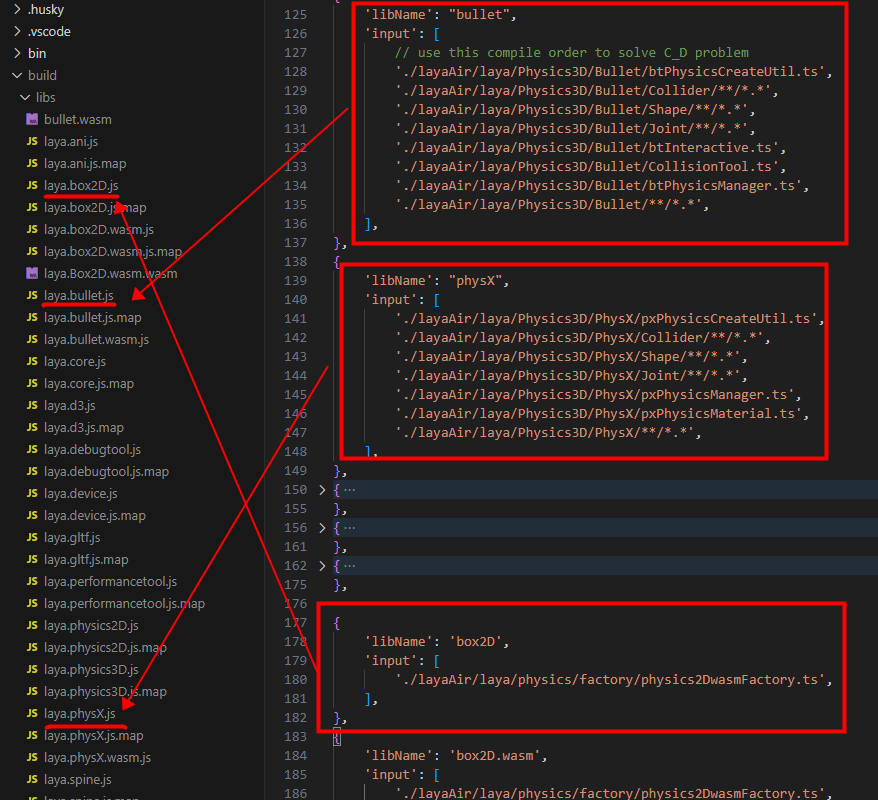 .husky
.vscode
bin
build
libs
bullet.wasm
JS laya.ani.js
JS laya.ani.js.map
JS laya.box2D.js
JS laya.box2D.js.map
JS laya.box2D.wasm.js
JS laya.box2D.wasm.js.map
laya.Box2D.wasm.wasm
JS laya.bullet.js
JS laya.bullet.js.map
JS laya.bullet.wasm.js
JS laya.core.js
JS laya.core.js.map
JS laya.d3.js
JS laya.d3.js.map
JS laya.debugtool.js
JS laya.debugtool.js.map
JS laya.device.js
JS laya.device.js.map
JS laya.gltf.js
JS laya.gltf.js.map
JS laya.performancetool.js
JS laya.performancetool.js.map
JS laya.physics2D.js
JS laya.physics2D.js.map
JS laya.physics3D.js
JS laya.physics3D.js.map
JS laya.physX.js
JS laya.physX.js.map
JS laya.physX.wasm.js
JS laya.spine.js
JS laya.spine.js.map
125 'libName': "bullet",
126 'input': [
127 // use this compile order to solve C_D problem
128 './layaAir/laya/Physics3D/Bullet/btPhysicsCreateUtil.ts',
129 './layaAir/laya/Physics3D/Bullet/Collider/**/*.*',
130 './layaAir/laya/Physics3D/Bullet/Shape/**/*.*',
131 './layaAir/laya/Physics3D/Bullet/Joint/**/*.*',
132 './layaAir/laya/Physics3D/Bullet/btInteractive.ts',
133 './layaAir/laya/Physics3D/Bullet/CollisionTool.ts',
134 './layaAir/laya/Physics3D/Bullet/btPhysicsManager.ts',
135 './layaAir/laya/Physics3D/Bullet/**/*.*',
136 ],
137 },
138 {
139 'libName': "physX",
140 'input': [
141 './layaAir/laya/Physics3D/PhysX/pxPhysicsCreateUtil.ts',
142 './layaAir/laya/Physics3D/PhysX/Collider/**/*.*',
143 './layaAir/laya/Physics3D/PhysX/Shape/**/*.*',
144 './layaAir/laya/Physics3D/PhysX/Joint/**/*.*',
145 './layaAir/laya/Physics3D/PhysX/pxPhysicsManager.ts',
146 './layaAir/laya/Physics3D/PhysX/pxPhysicsMaterial.ts',
147 './layaAir/laya/Physics3D/PhysX/**/*.*',
148 ],
149 },
150 { ···
155 },
156 { ···
161 },
162 { ···
175 },
176
177 {
178 'libName': 'box2D',
179 'input': [
180 './layaAir/laya/physics/factory/physics2DwasmFactory.ts',
181 ],
182 },
183 {
184 'libName': 'box2D.wasm',
185 'input': [
186 './layaAir/laya/physics/factory/physics2DwasmFactory.ts',